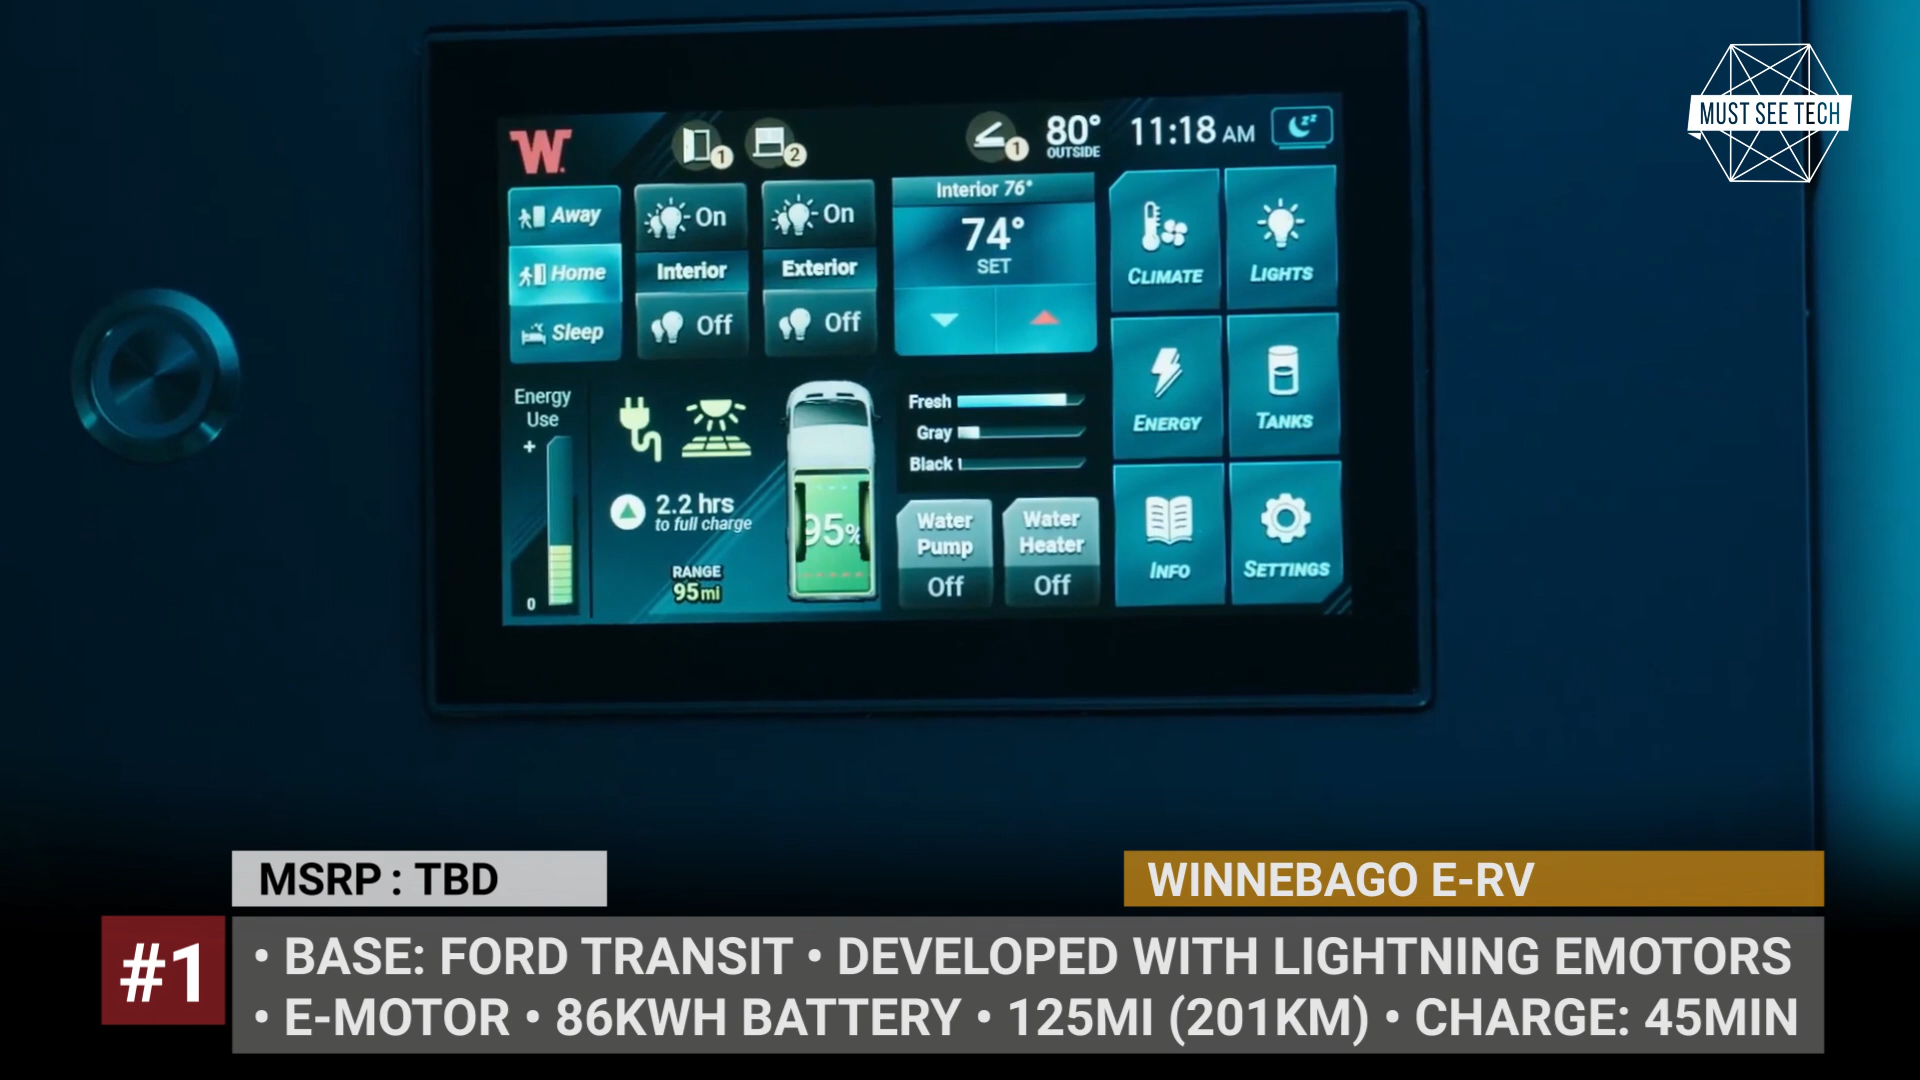 MUST SEE TECH
W.
1
2
1
80°
OUTSIDE
11:18 AM
zz
Away
Home
Sleep
On
Interior
Off
On
Exterior
Off
Interior 76°
74°
SET
CLIMATE
LIGHTS
ENERGY
TANKS
INFO
SETTINGS
Energy
Use
+
0
2.2 hrs
to full charge
RANGE
95mi
95%
Fresh
Gray
Black
Water
Pump
Off
Water
Heater
Off
MSRP : TBD
WINNEBAGO E-RV
#1
• BASE: FORD TRANSIT • DEVELOPED WITH LIGHTNING EMOTORS
• E-MOTOR • 86KWH BATTERY • 125MI (201KM) • CHARGE: 45MIN